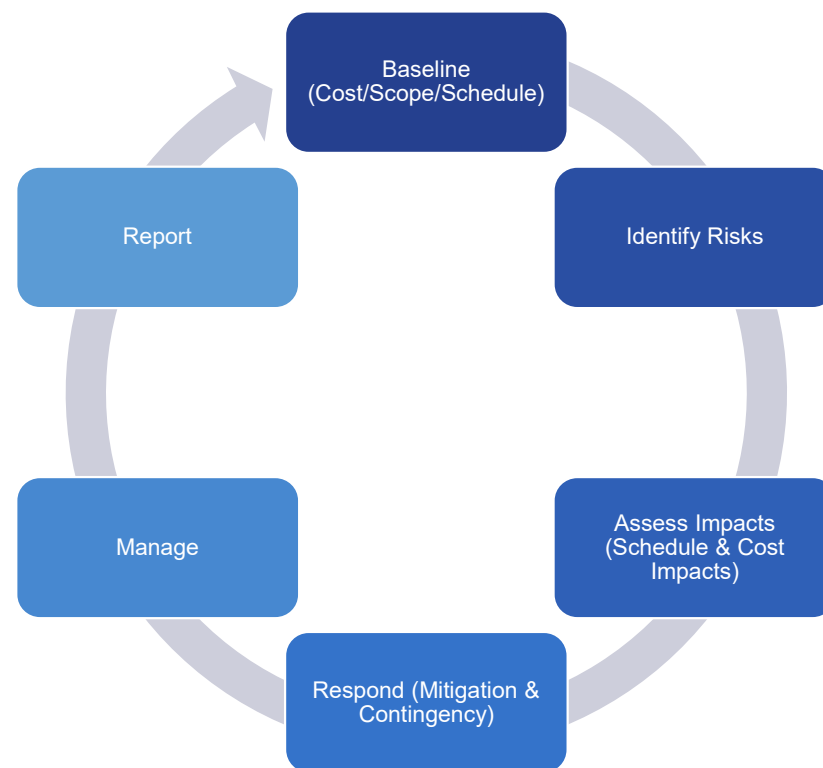 Baseline
(Cost/Scope/Schedule)
Identify Risks
Assess Impacts
(Schedule & Cost
Impacts)
Respond (Mitigation &
Contingency)
Manage
Report